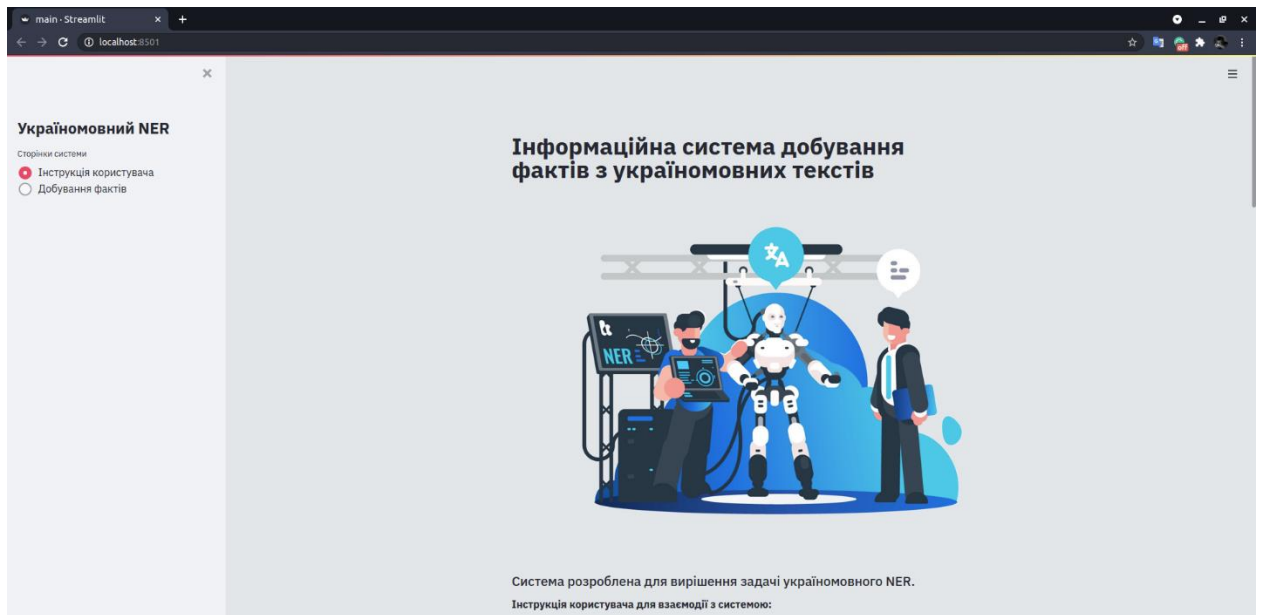 main · Streamlit
localhost:8501
off
Україномовний NER
Сторінки системи
Інструкція користувача
Добування фактів
Інформаційна система добування
фактів з україномовних текстів
NER
Система розроблена для вирішення задачі україномовного NER.
Інструкція користувача для взаємодії з системою: